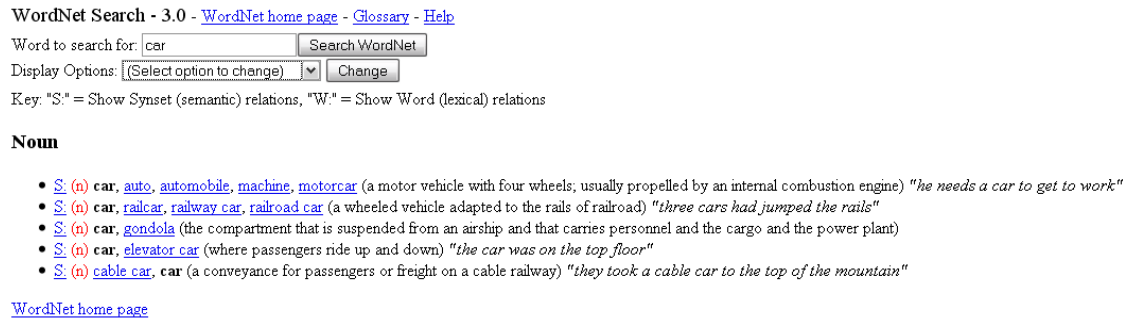 WordNet Search - 3.0 - WordNet home page - Glossary - Help
Word to search for: car Search WordNet
Display Options: (Select option to change) Change
Key: "S:" = Show Synset (semantic) relations, "W:" = Show Word (lexical) relations
Noun
• S: (n) car, auto, automobile, machine, motorcar (a motor vehicle with four wheels; usually propelled by an internal combustion engine) "he needs a car to get to work"
• S: (n) car, railcar, railway car, railroad car (a wheeled vehicle adapted to the rails of railroad) "three cars had jumped the rails"
• S: (n) car, gondola (the compartment that is suspended from an airship and that carries personnel and the cargo and the power plant)
• S: (n) car, elevator car (where passengers ride up and down) "the car was on the top floor"
• S: (n) cable car, car (a conveyance for passengers or freight on a cable railway) "they took a cable car to the top of the mountain"
WordNet home page